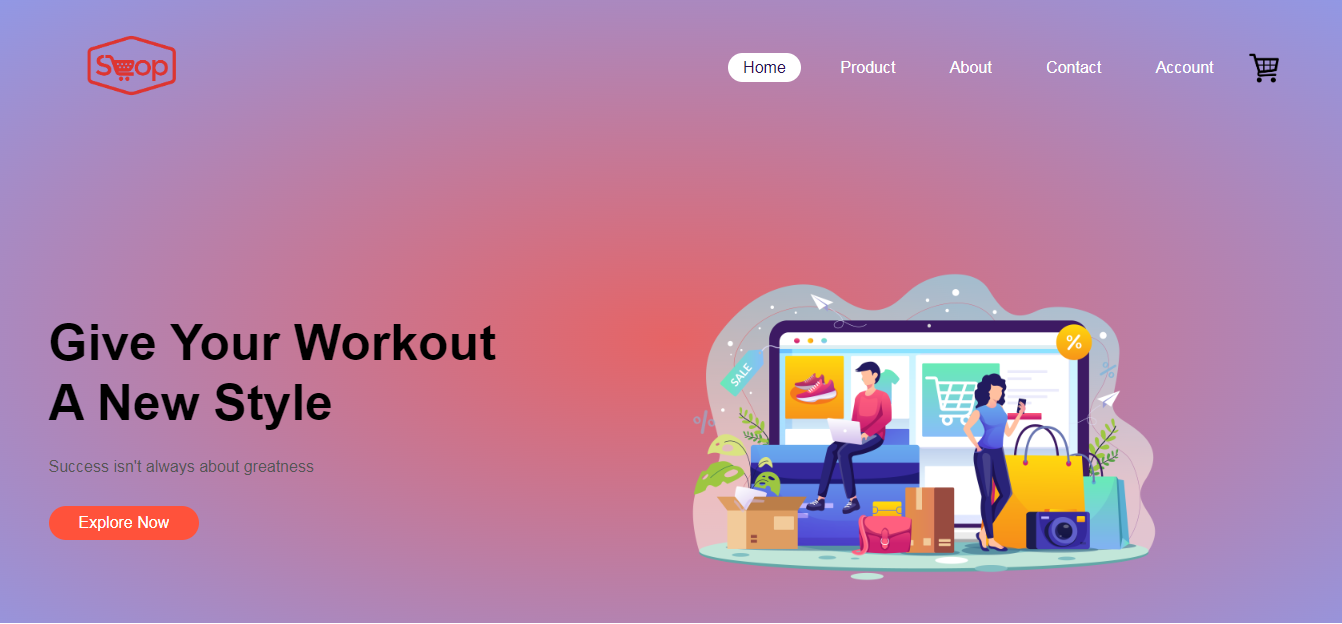 Shop
Home
Product
About
Contact
Account
Give Your Workout
A New Style
Success isn't always about greatness
Explore Now
%
SALE
%
%